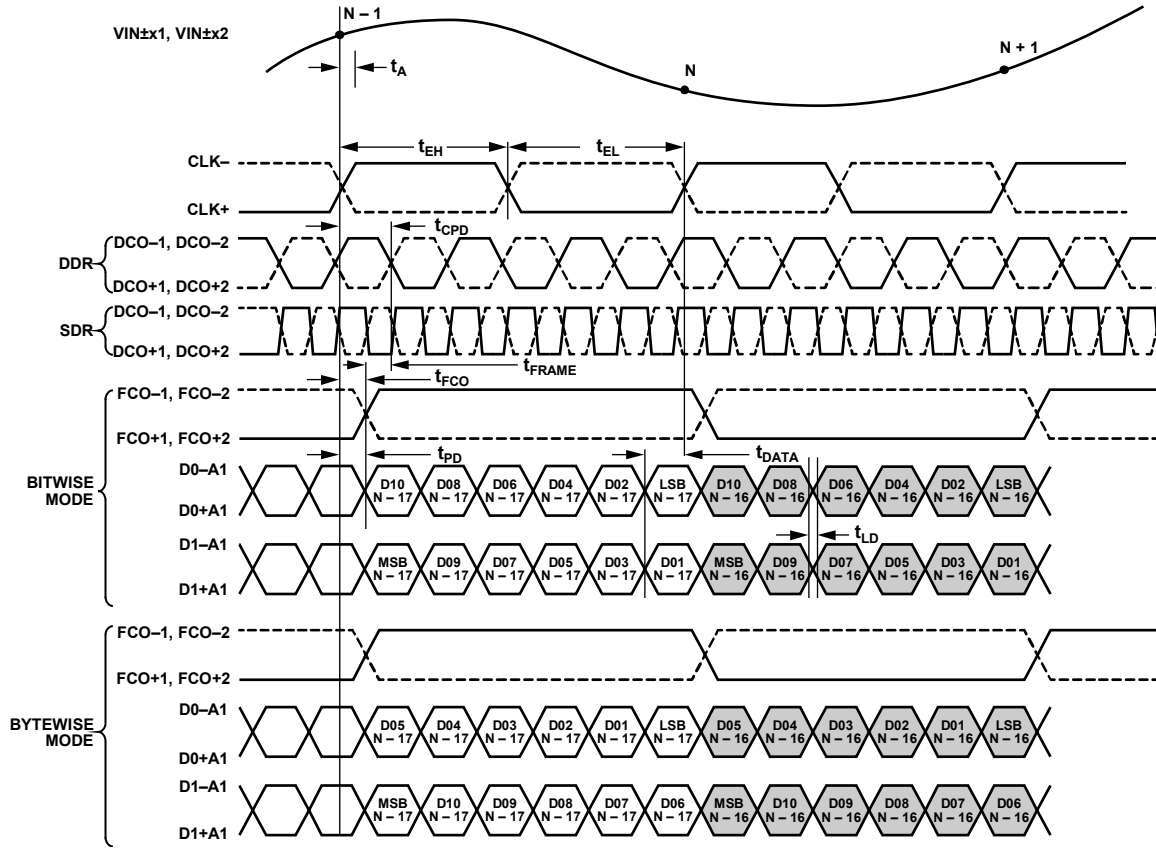 N – 1
VIN±x1, VIN±x2
tA
N
N + 1
tEH
tEL
CLK–
CLK+
tCPD
DDR
DCO–1, DCO–2
DCO+1, DCO+2
SDR
DCO–1, DCO–2
DCO+1, DCO+2
tFCO
tFRAME
BITWISE
MODE
FCO–1, FCO–2
FCO+1, FCO+2
tPD
tDATA
D0–A1
D0+A1
D10 D08 D06 D04 D02 LSB D10 D08 D06 D04 D02 LSB
N – 17 N – 17 N – 17 N – 17 N – 17 N – 17 N – 16 N – 16 N – 16 N – 16 N – 16 N – 16
tLD
D1–A1
D1+A1
MSB D09 D07 D05 D03 D01 MSB D09 D07 D05 D03 D01
N – 17 N – 17 N – 17 N – 17 N – 17 N – 17 N – 16 N – 16 N – 16 N – 16 N – 16 N – 16
BYTEWISE
MODE
FCO–1, FCO–2
FCO+1, FCO+2
D0–A1
D0+A1
D05 D04 D03 D02 D01 LSB D05 D04 D03 D02 D01 LSB
N – 17 N – 17 N – 17 N – 17 N – 17 N – 17 N – 16 N – 16 N – 16 N – 16 N – 16 N – 16
D1–A1
D1+A1
MSB D10 D09 D08 D07 D06 MSB D10 D09 D08 D07 D06
N – 17 N – 17 N – 17 N – 17 N – 17 N – 17 N – 16 N – 16 N – 16 N – 16 N – 16 N – 16